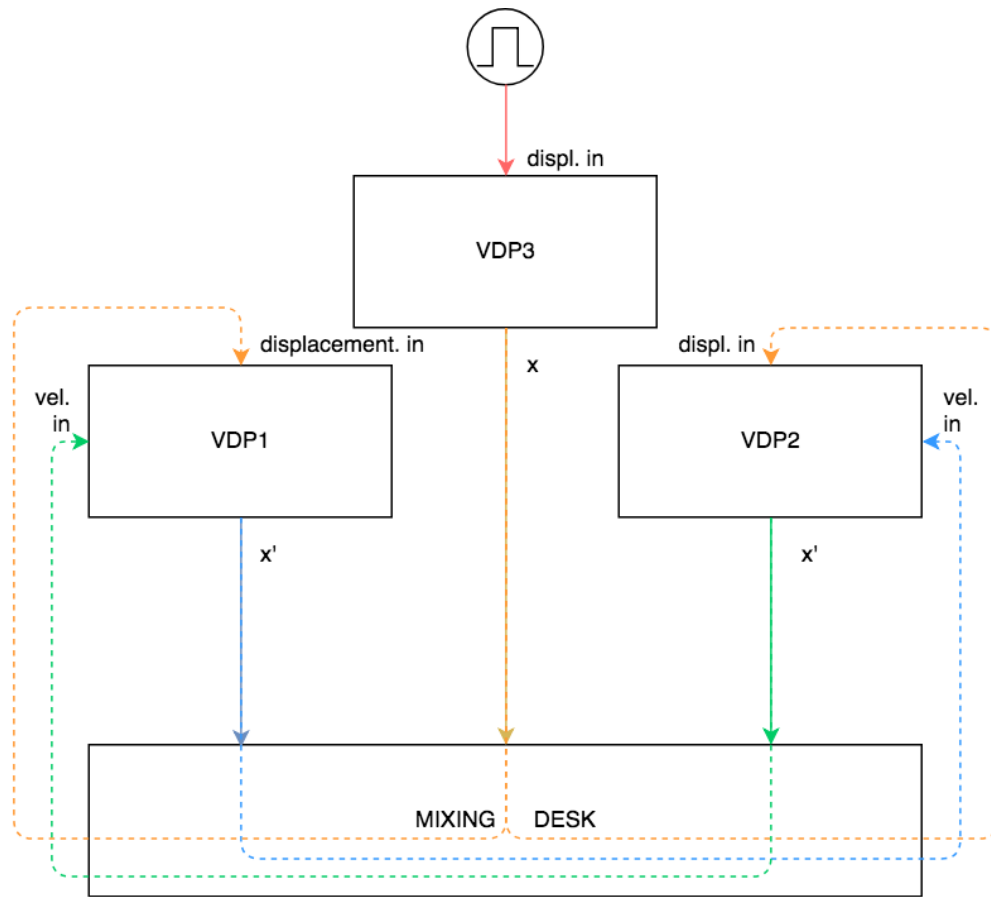 displ. in
VDP3
displacement. in
displ. in
x
vel.
in
vel.
in
VDP1
VDP2
x'
x'
MIXING DESK